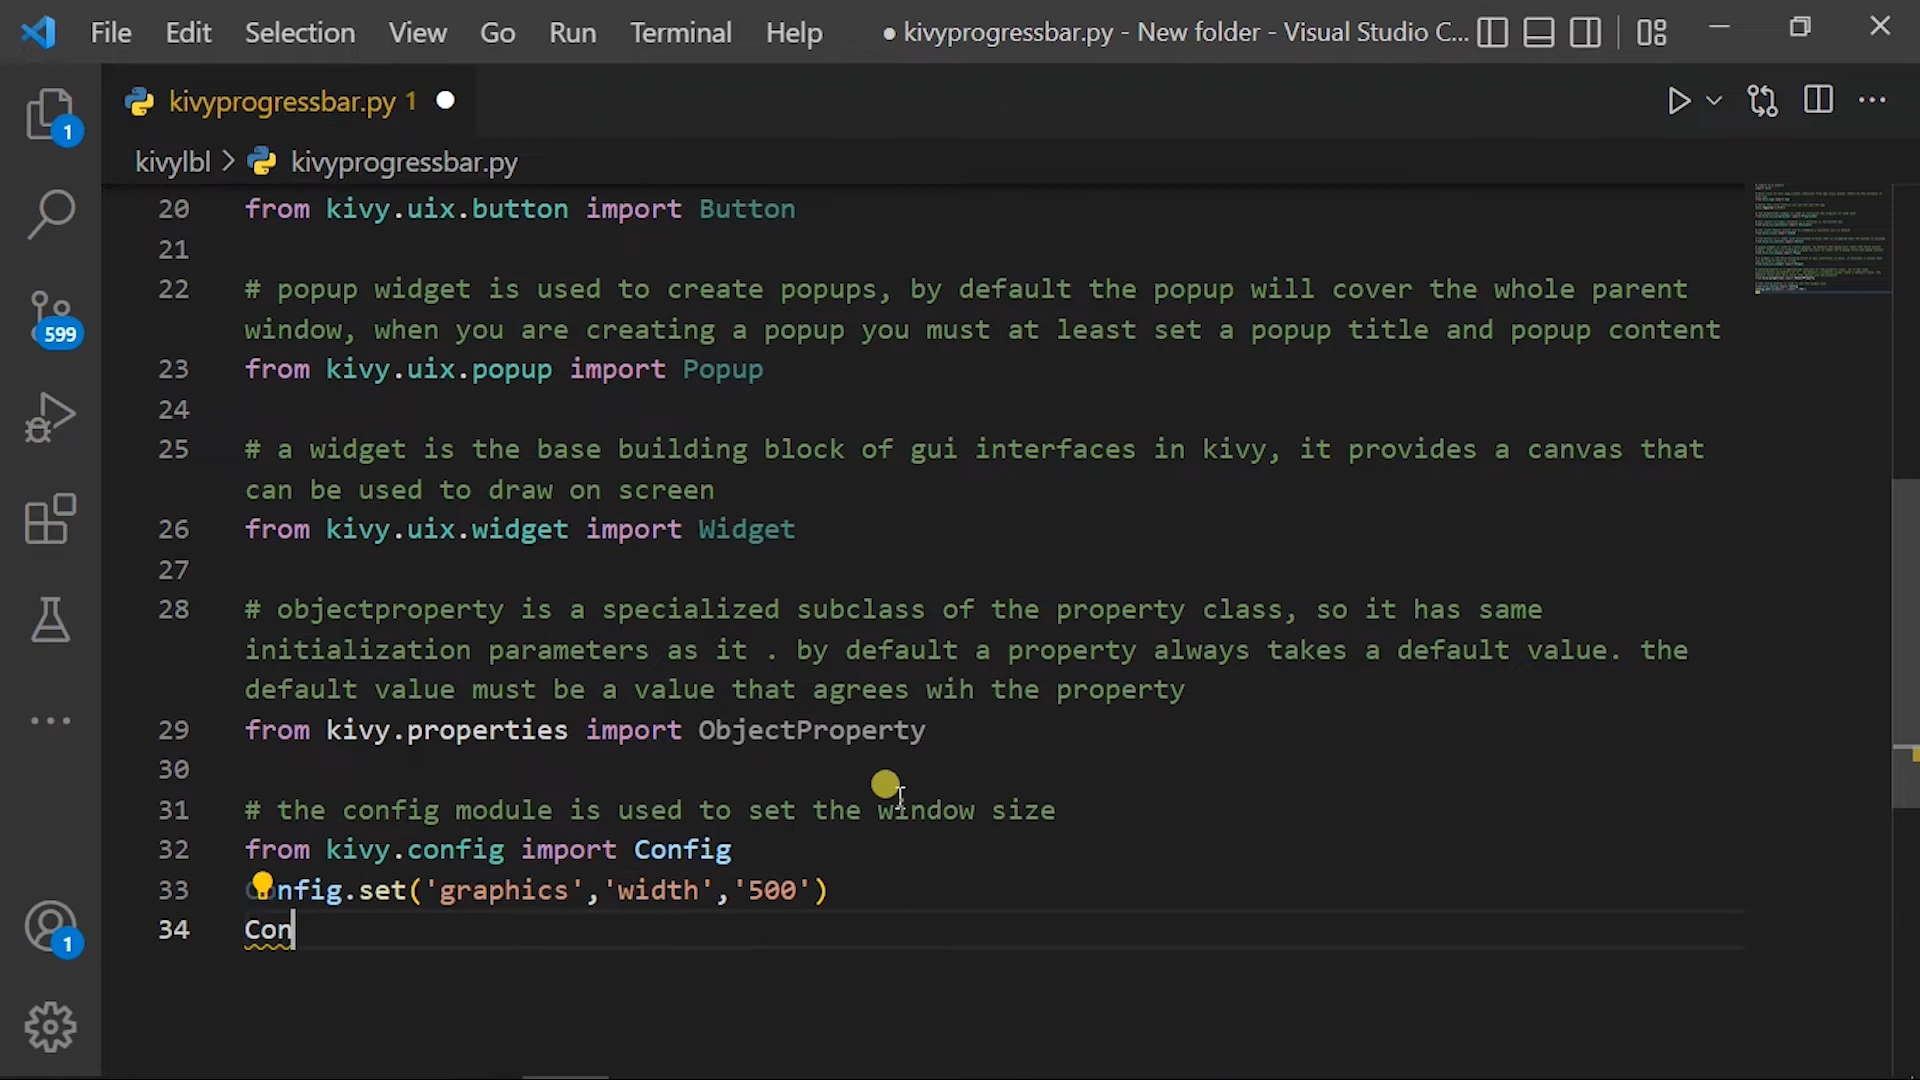 File Edit Selection View Go Run Terminal Help ● kivyprogressbar.py - New folder - Visual Studio C...
kivyprogressbar.py 1
kivylbl > kivyprogressbar.py
20 from kivy.uix.button import Button
21
22 # popup widget is used to create popups, by default the popup will cover the whole parent
window, when you are creating a popup you must at least set a popup title and popup content
23 from kivy.uix.popup import Popup
24
25 # a widget is the base building block of gui interfaces in kivy, it provides a canvas that
can be used to draw on screen
26 from kivy.uix.widget import Widget
27
28 # objectproperty is a specialized subclass of the property class, so it has same
initialization parameters as it . by default a property always takes a default value. the
default value must be a value that agrees wih the property
29 from kivy.properties import ObjectProperty
30
31 # the config module is used to set the window size
32 from kivy.config import Config
33 Config.set('graphics','width','500')
34 Con
1
599
1